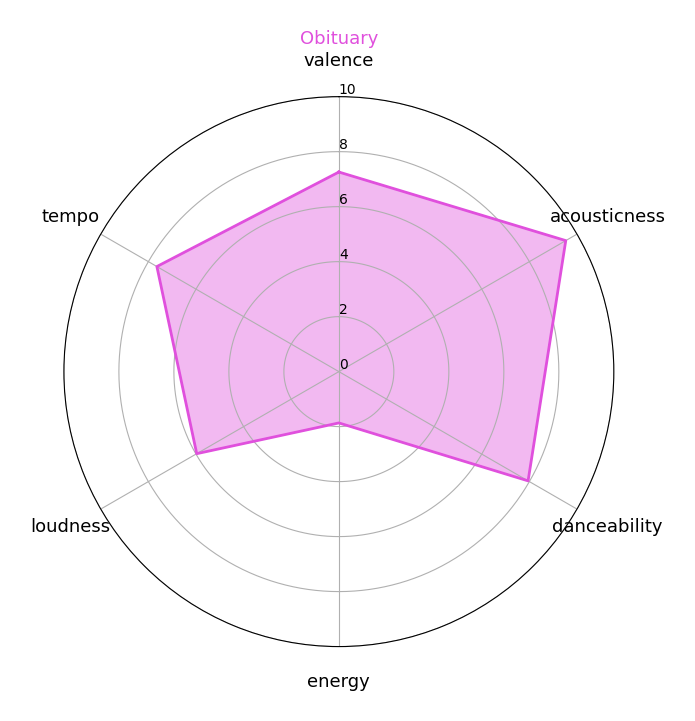 Obituary
valence
10
8
tempo
acousticness
6
4
2
0
loudness
danceability
energy